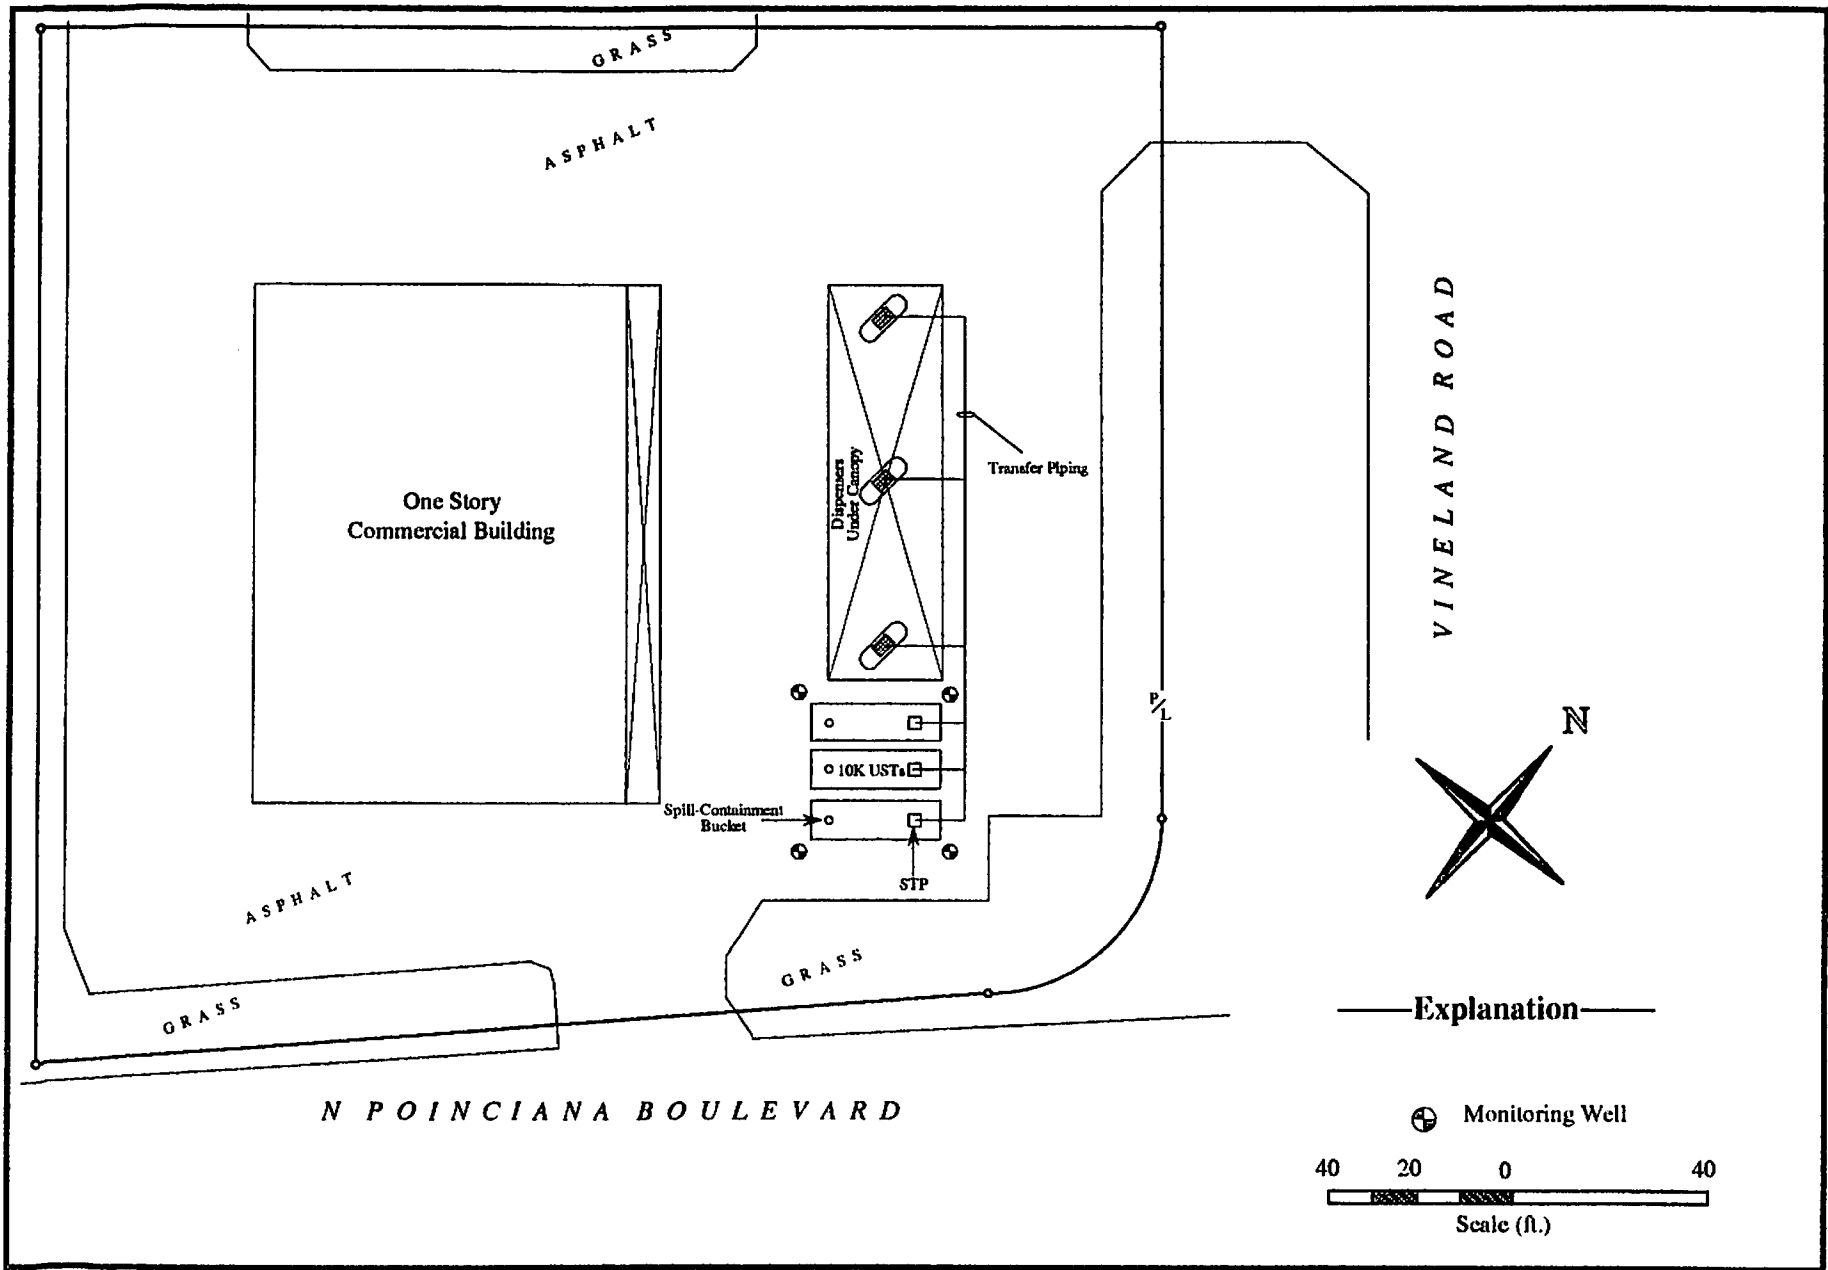 GRASS
ASPHALT
VINELAND ROAD
Transfer Piping
Dispensers
Under Canopy
One Story
Commercial Building
P/L
N
10K USTs
Spill-Containment
Bucket
STP
ASPHALT
GRASS
GRASS
Explanation
N POINCIANA BOULEVARD
Monitoring Well
40 20 0 40
Scale (ft.)